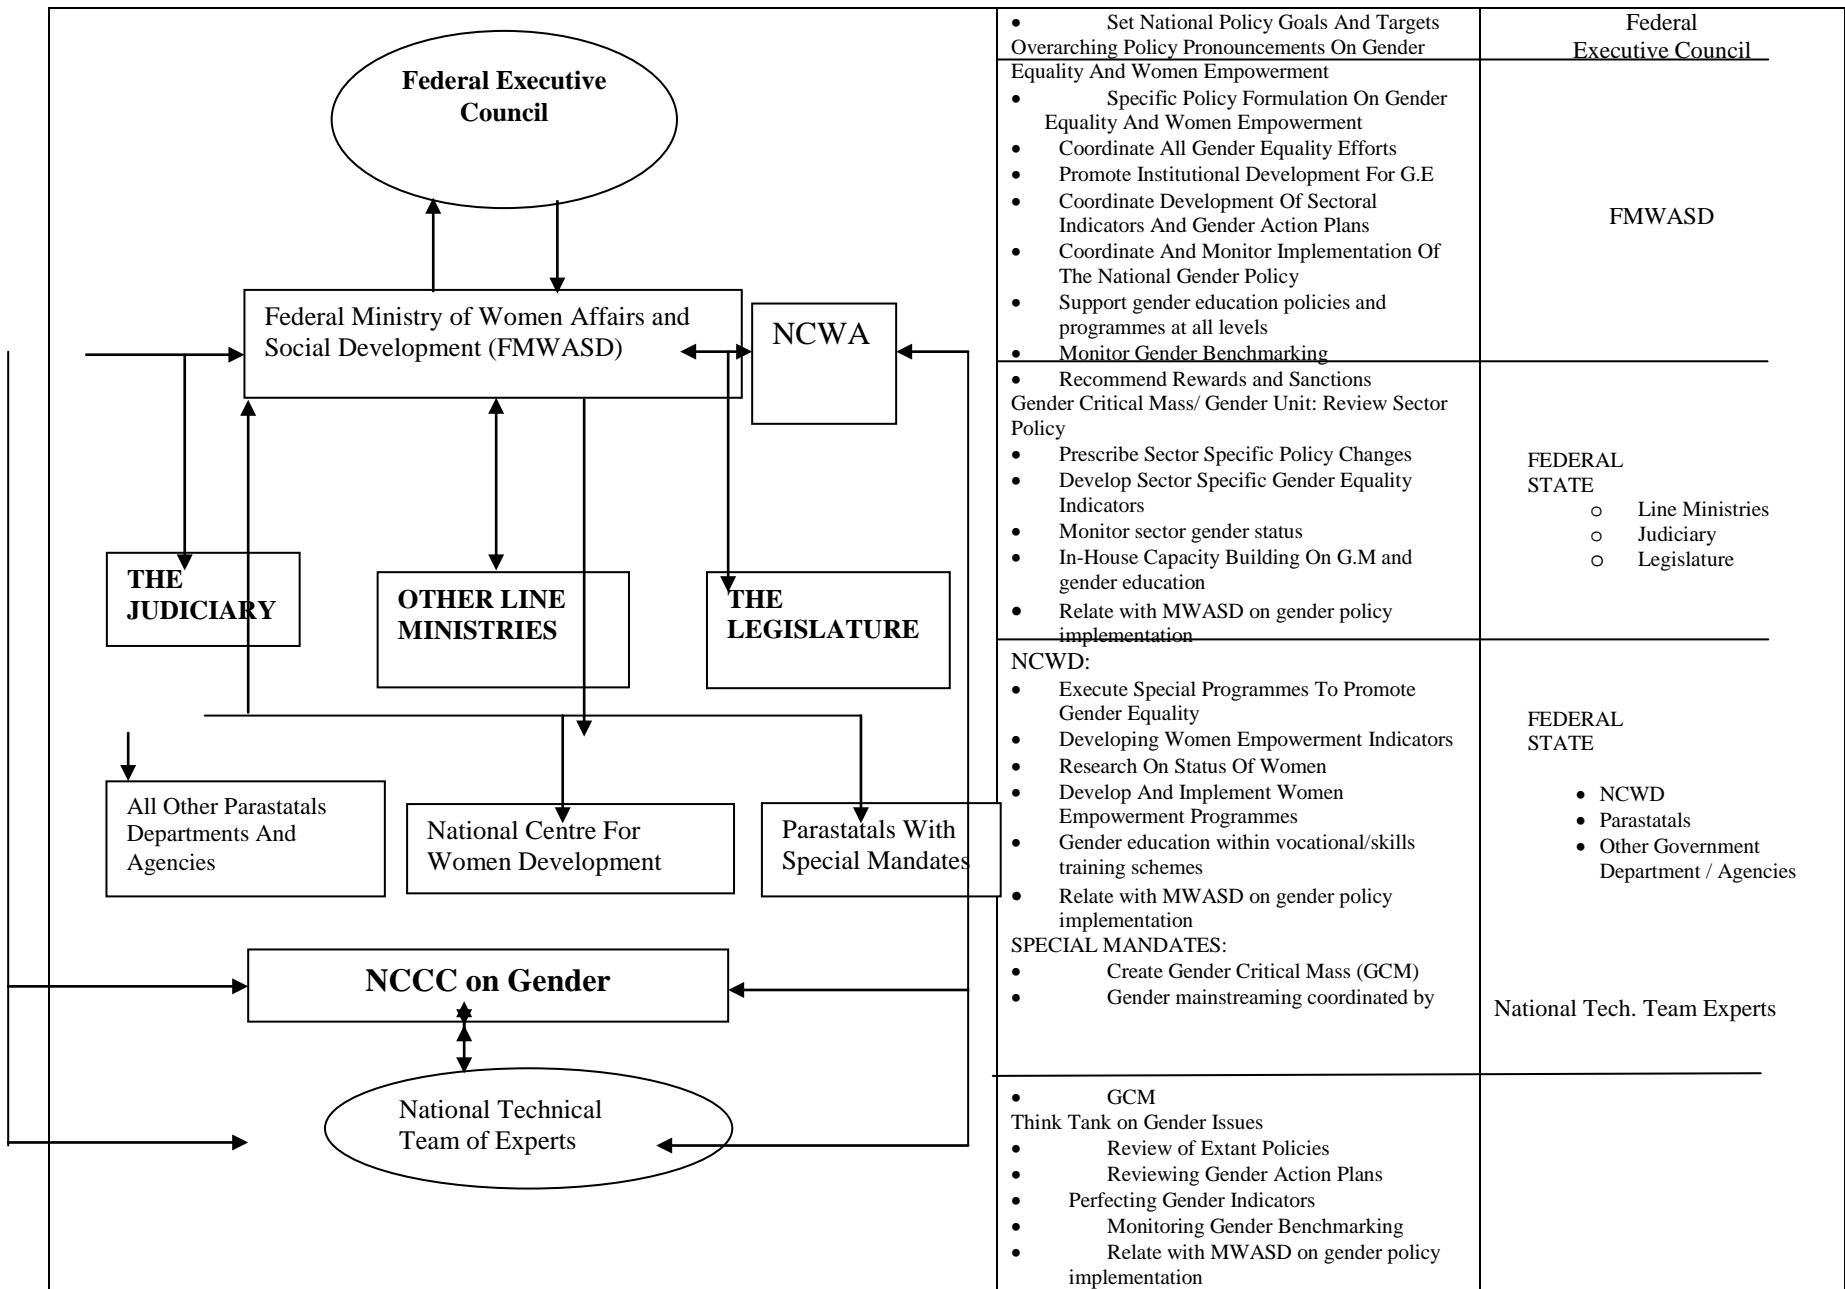 Federal Executive
Council
Federal Ministry of Women Affairs and
Social Development (FMWASD)
NCWA
THE
JUDICIARY
OTHER LINE
MINISTRIES
THE
LEGISLATURE
All Other Parastatals
Departments And
Agencies
National Centre For
Women Development
Parastatals With
Special Mandates
NCCC on Gender
National Technical
Team of Experts
• Set National Policy Goals And Targets
Overarching Policy Pronouncements On Gender
Equality And Women Empowerment
• Specific Policy Formulation On Gender
Equality And Women Empowerment
• Coordinate All Gender Equality Efforts
• Promote Institutional Development For G.E
• Coordinate Development Of Sectoral
Indicators And Gender Action Plans
• Coordinate And Monitor Implementation Of
The National Gender Policy
• Support gender education policies and
programmes at all levels
• Monitor Gender Benchmarking
• Recommend Rewards and Sanctions
Gender Critical Mass/ Gender Unit: Review Sector
Policy
• Prescribe Sector Specific Policy Changes
• Develop Sector Specific Gender Equality
Indicators
• Monitor sector gender status
• In-House Capacity Building On G.M and
gender education
• Relate with MWASD on gender policy
implementation
NCWD:
• Execute Special Programmes To Promote
Gender Equality
• Developing Women Empowerment Indicators
• Research On Status Of Women
• Develop And Implement Women
Empowerment Programmes
• Gender education within vocational/skills
training schemes
• Relate with MWASD on gender policy
implementation
SPECIAL MANDATES:
• Create Gender Critical Mass (GCM)
• Gender mainstreaming coordinated by
• GCM
Think Tank on Gender Issues
• Review of Extant Policies
• Reviewing Gender Action Plans
• Perfecting Gender Indicators
• Monitoring Gender Benchmarking
• Relate with MWASD on gender policy
implementation
Federal
Executive Council
FMWASD
FEDERAL
STATE
o Line Ministries
o Judiciary
o Legislature
FEDERAL
STATE
• NCWD
• Parastatals
• Other Government
Department / Agencies
National Tech. Team Experts